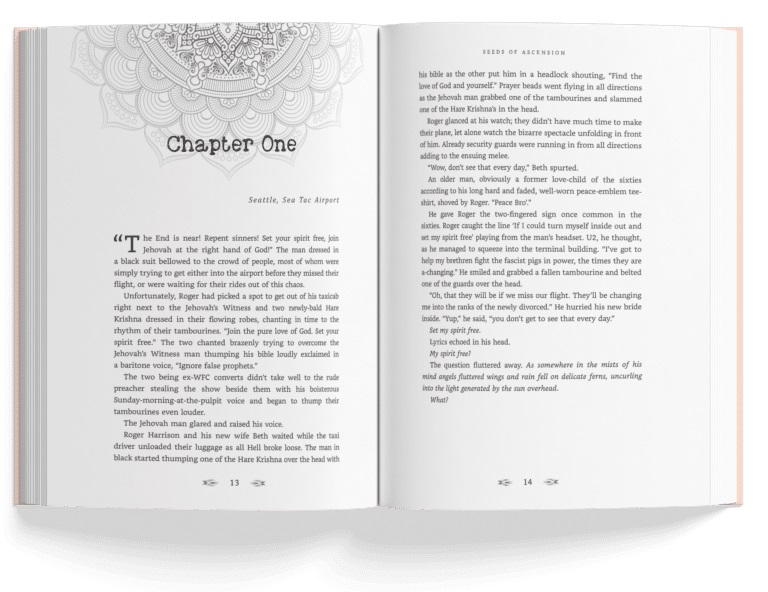 Chapter One
Seattle, Sea Tac Airport
“The End is near! Repent sinners! Set your spirit free, join
Jehovah at the right hand of God!” The man dressed in
a black suit bellowed to the crowd of people, most of whom were
simply trying to get either into the airport before they missed their
flight, or were waiting for their rides out of this chaos.
Unfortunately, Roger had picked a spot to get out of his taxicab
right next to the Jehovah’s Witness and two newly-bald Hare
Krishna dressed in their flowing robes, chanting in time to the
rhythm of their tambourines. “Join the pure love of God. Set your
spirit free.” The two chanted brazenly trying to overcome the
Jehovah’s Witness man thumping his bible loudly exclaimed in
a baritone voice, “Ignore false prophets.”
The two being ex-WFC converts didn’t take well to the rude
preacher stealing the show beside them with his boisterous
Sunday-morning-at-the-pulpit voice and began to thump their
tambourines even louder.
The Jehovah man glared and raised his voice.
Roger Harrison and his new wife Beth waited while the taxi
driver unloaded their luggage as all Hell broke loose. The man in
black started thumping one of the Hare Krishna over the head with
13
SEEDS OF ASCENSION
his bible as the other put him in a headlock shouting, “Find the
love of God and yourself.” Prayer beads went flying in all directions
as the Jehovah man grabbed one of the tambourines and slammed
one of the Hare Krishna’s in the head.
Roger glanced at his watch; they didn’t have much time to make
their plane, let alone watch the bizarre spectacle unfolding in front
of him. Already security guards were running in from all directions
adding to the ensuing melee.
“Wow, don’t see that every day,” Beth spurted.
An older man, obviously a former love-child of the sixties
according to his long hard and faded, well-worn peace-emblem tee-
shirt, shoved by Roger. “Peace Bro’.”
He gave Roger the two-fingered sign once common in the
sixties. Roger caught the line ‘If I could turn myself inside out and
set my spirit free’ playing from the man’s headset. U2, he thought,
as he managed to squeeze into the terminal building. “I’ve got to
help my brethren fight the fascist pigs in power, the times they are
a-changing.” He smiled and grabbed a fallen tambourine and belted
one of the guards over the head.
“Oh, that they will be if we miss our flight. They’ll be changing
me into the ranks of the newly divorced.” He hurried his new bride
inside. “Yup,” he said, “you don’t get to see that every day.”
Set my spirit free.
Lyrics echoed in his head.
My spirit free?
The question fluttered away. As somewhere in the mists of his
mind angels fluttered wings and rain fell on delicate ferns, uncurling
into the light generated by the sun overhead.
What?
14